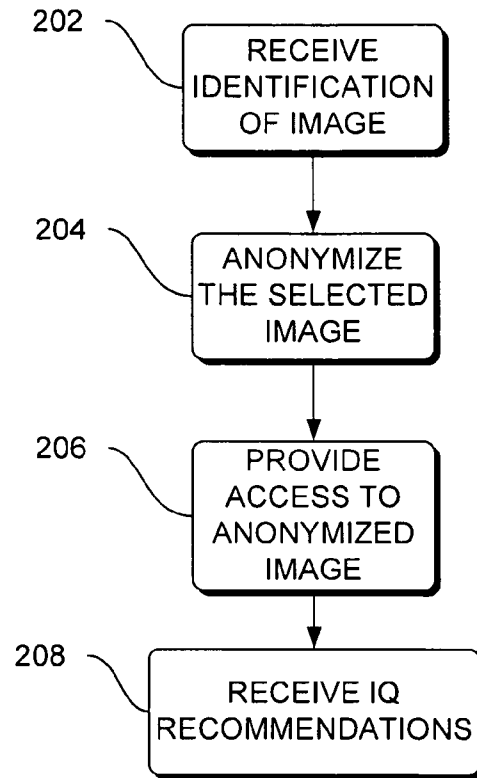 202
RECEIVE
IDENTIFICATION
OF IMAGE
204
ANONYMIZE
THE SELECTED
IMAGE
206
PROVIDE
ACCESS TO
ANONYMIZED
IMAGE
208
RECEIVE IQ
RECOMMENDATIONS